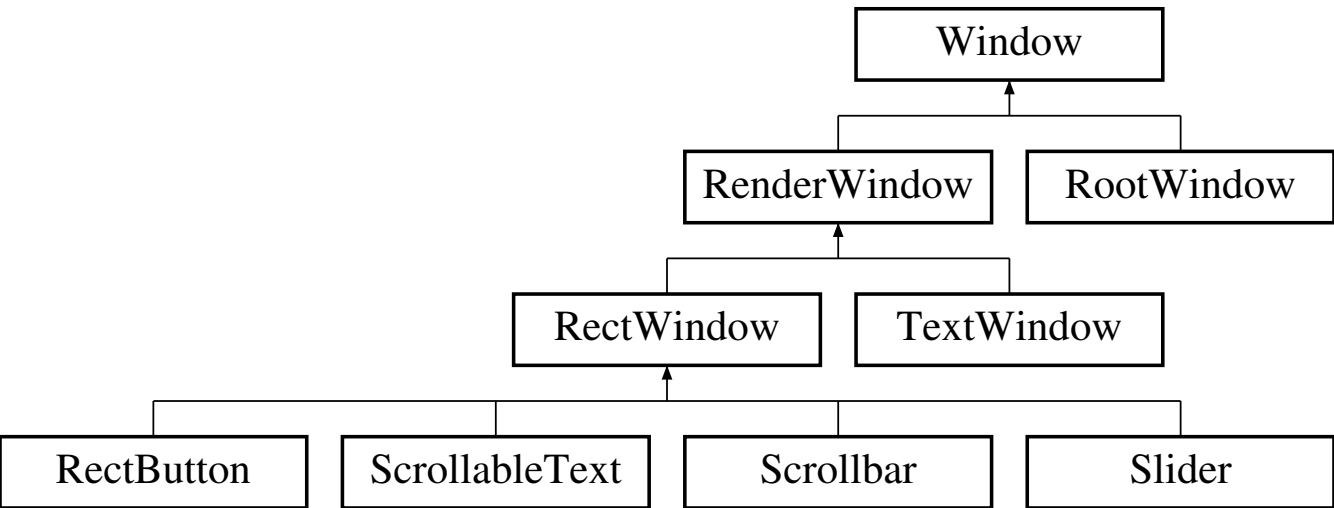 Window
RenderWindow
RootWindow
RectWindow
TextWindow
RectButton
ScrollableText
Scrollbar
Slider